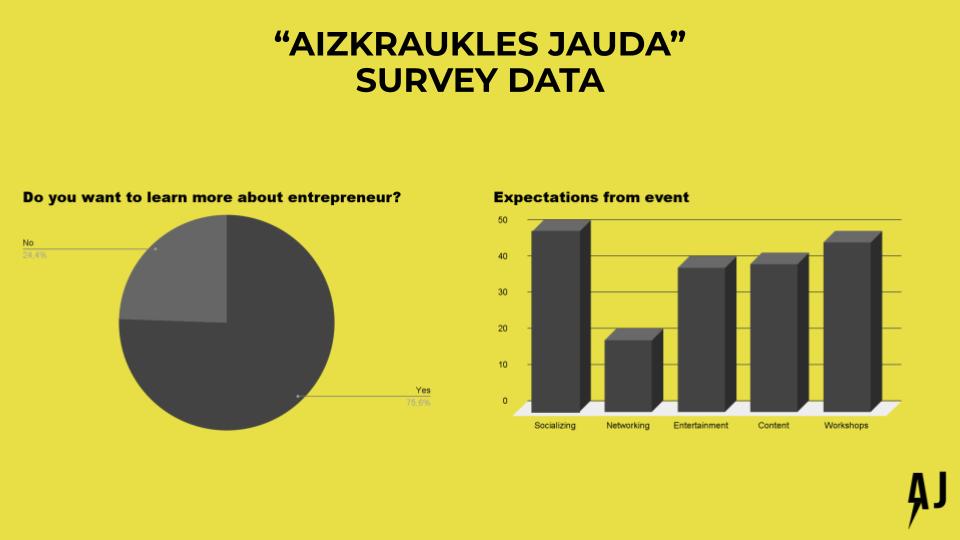 “AIZKRAUKLES JAUDA”
SURVEY DATA
Do you want to learn more about entrepreneur?
No
24,4%
Yes
75,6%
Expectations from event
50
40
30
20
10
0
Socializing
Networking
Entertainment
Content
Workshops
AJ